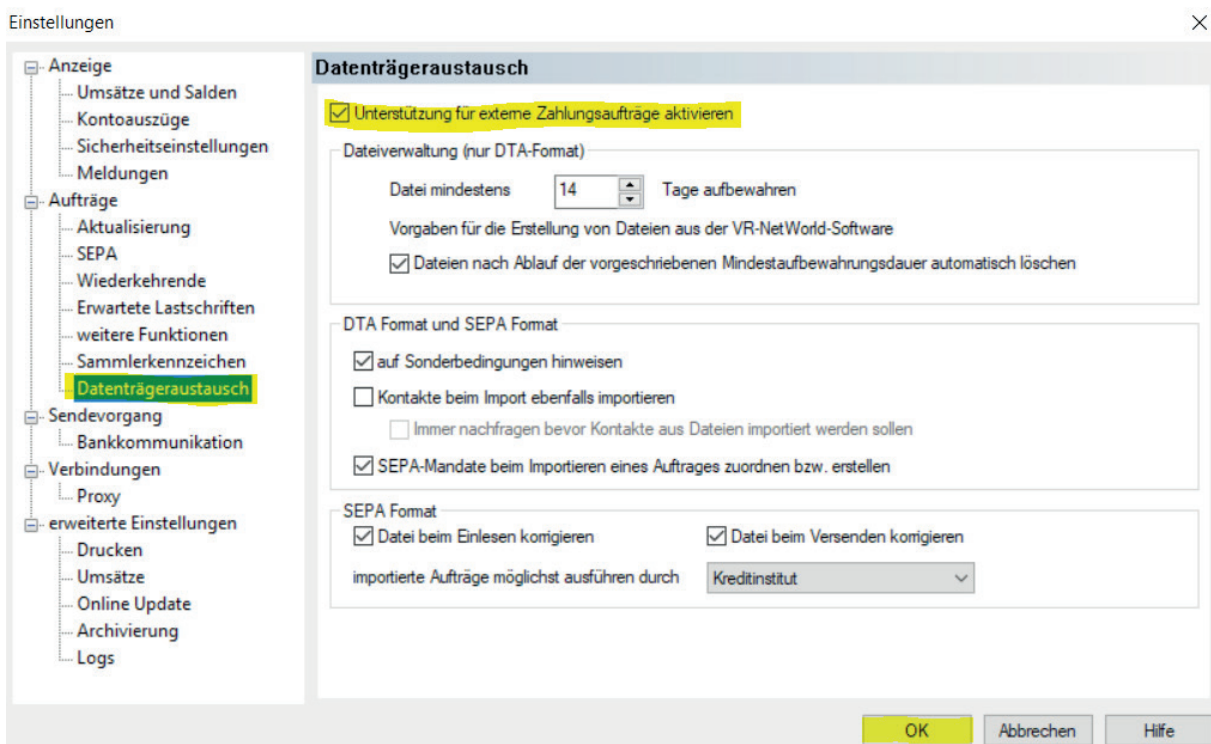 Einstellungen
Anzeige
Umsätze und Salden
Kontoauszüge
Sicherheitseinstellungen
Meldungen
Aufträge
Aktualisierung
SEPA
Wiederkehrende
Erwartete Lastschriften
weitere Funktionen
Sammlerkennzeichen
Datenträgeraustausch
Sendevorgang
Bankkommunikation
Verbindungen
Proxy
erweiterte Einstellungen
Drucken
Umsätze
Online Update
Archivierung
Logs
Datenträgeraustausch
Unterstützung für externe Zahlungsaufträge aktivieren
Dateiverwaltung (nur DTA-Format)
Datei mindestens 14 Tage aufbewahren
Vorgaben für die Erstellung von Dateien aus der VR-NetWorld-Software
Dateien nach Ablauf der vorgeschriebenen Mindestaufbewahrungsdauer automatisch löschen
DTA Format und SEPA Format
auf Sonderbedingungen hinweisen
Kontakte beim Import ebenfalls importieren
Immer nachfragen bevor Kontakte aus Dateien importiert werden sollen
SEPA-Mandate beim Importieren eines Auftrages zuordnen bzw. erstellen
SEPA Format
Datei beim Einlesen korrigieren Datei beim Versenden korrigieren
importierte Aufträge möglichst ausführen durch Kreditinstitut
OK Abbrechen Hilfe